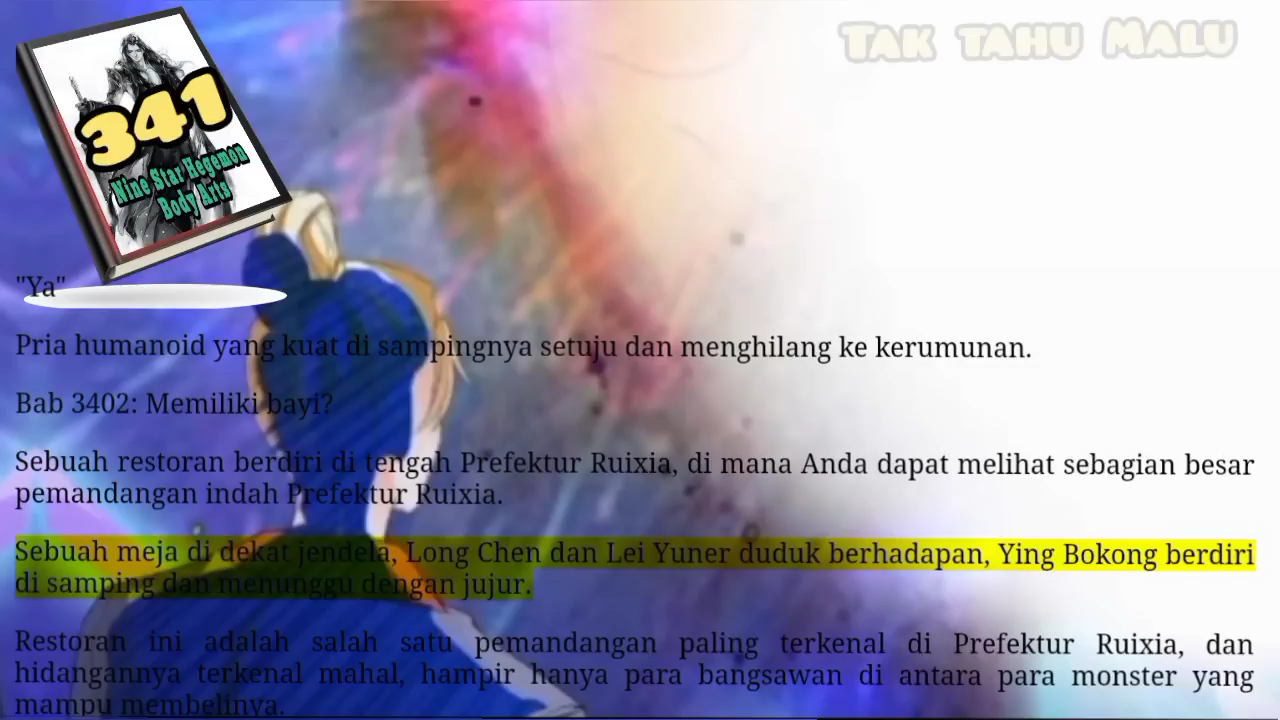 Tak tahu Malu
341
Nine Star Hegemon
Body Arts
"Ya"
Pria humanoid yang kuat di sampingnya setuju dan menghilang ke kerumunan.
Bab 3402: Memiliki bayi?
Sebuah restoran berdiri di tengah Prefektur Ruixia, di mana Anda dapat melihat sebagian besar
pemandangan indah Prefektur Ruixia.
Sebuah meja di dekat jendela, Long Chen dan Lei Yuner duduk berhadapan, Ying Bokong berdiri
di samping dan menunggu dengan jujur.
Restoran ini adalah salah satu pemandangan paling terkenal di Prefektur Ruixia, dan
hidangannya terkenal mahal, hampir hanya para bangsawan di antara para monster yang
mampu membelinya.